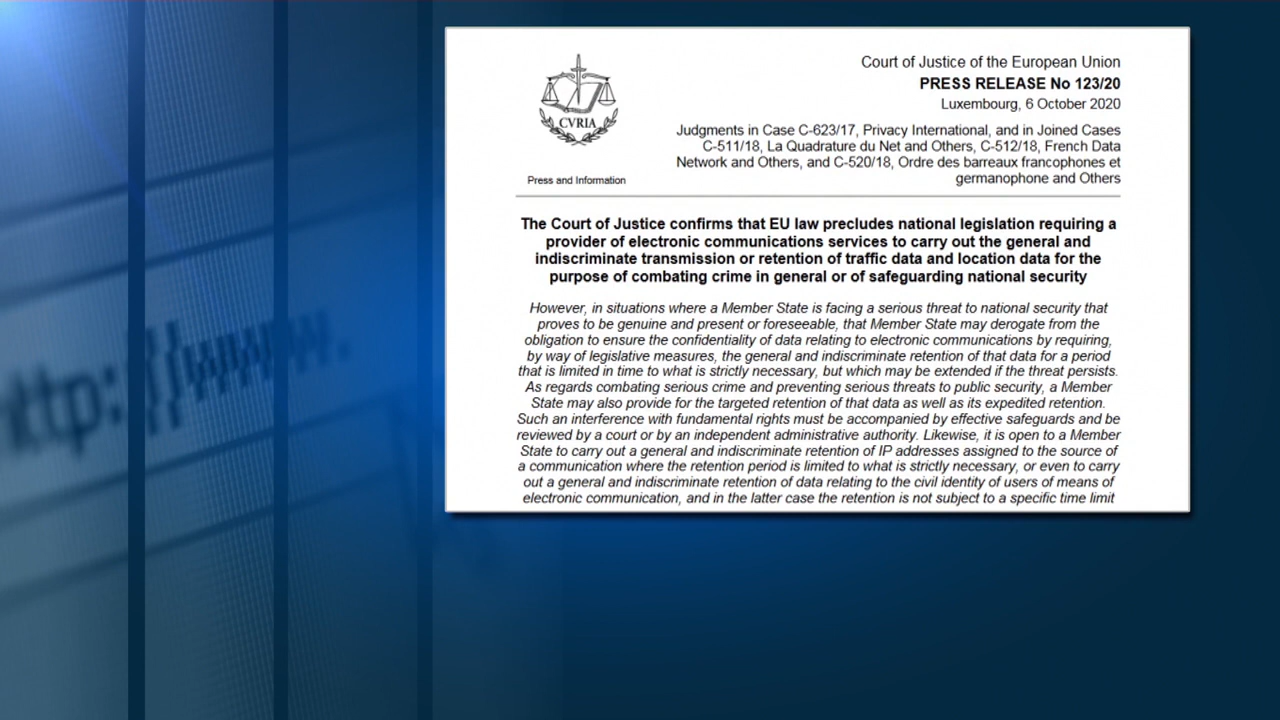 Court of Justice of the European Union
PRESS RELEASE No 123/20
Luxembourg, 6 October 2020
Judgments in Case C-623/17, Privacy International, and in Joined Cases
C-511/18, La Quadrature du Net and Others, C-512/18, French Data
Network and Others, and C-520/18, Ordre des barreaux francophones et
germanophone and Others
CVRIA
Press and Information
The Court of Justice confirms that EU law precludes national legislation requiring a
provider of electronic communications services to carry out the general and
indiscriminate transmission or retention of traffic data and location data for the
purpose of combating crime in general or of safeguarding national security
However, in situations where a Member State is facing a serious threat to national security that
proves to be genuine and present or foreseeable, that Member State may derogate from the
obligation to ensure the confidentiality of data relating to electronic communications by requiring,
by way of legislative measures, the general and indiscriminate retention of that data for a period
that is limited in time to what is strictly necessary, but which may be extended if the threat persists.
As regards combating serious crime and preventing serious threats to public security, a Member
State may also provide for the targeted retention of that data as well as its expedited retention.
Such an interference with fundamental rights must be accompanied by effective safeguards and be
reviewed by a court or by an independent administrative authority. Likewise, it is open to a Member
State to carry out a general and indiscriminate retention of IP addresses assigned to the source of
a communication where the retention period is limited to what is strictly necessary, or even to carry
out a general and indiscriminate retention of data relating to the civil identity of users of means of
electronic communication, and in the latter case the retention is not subject to a specific time limit
http://www.